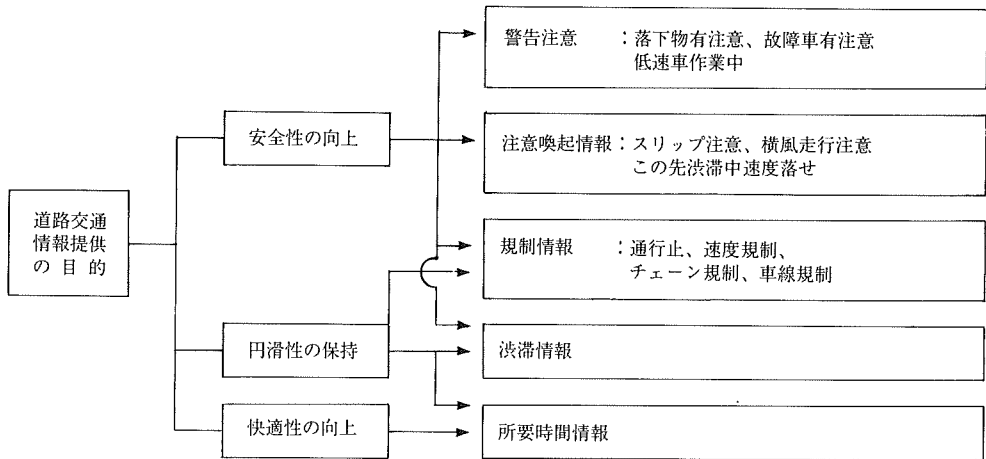 道路交通
情報提供
の目的
安全性の向上
円滑性の保持
快適性の向上
警告注意　：落下物有注意、故障車有注意
低速車作業中
注意喚起情報：スリップ注意、横風走行注意
この先渋滞中速度落せ
規制情報　：通行止、速度規制、
チェーン規制、車線規制
渋滞情報
所要時間情報